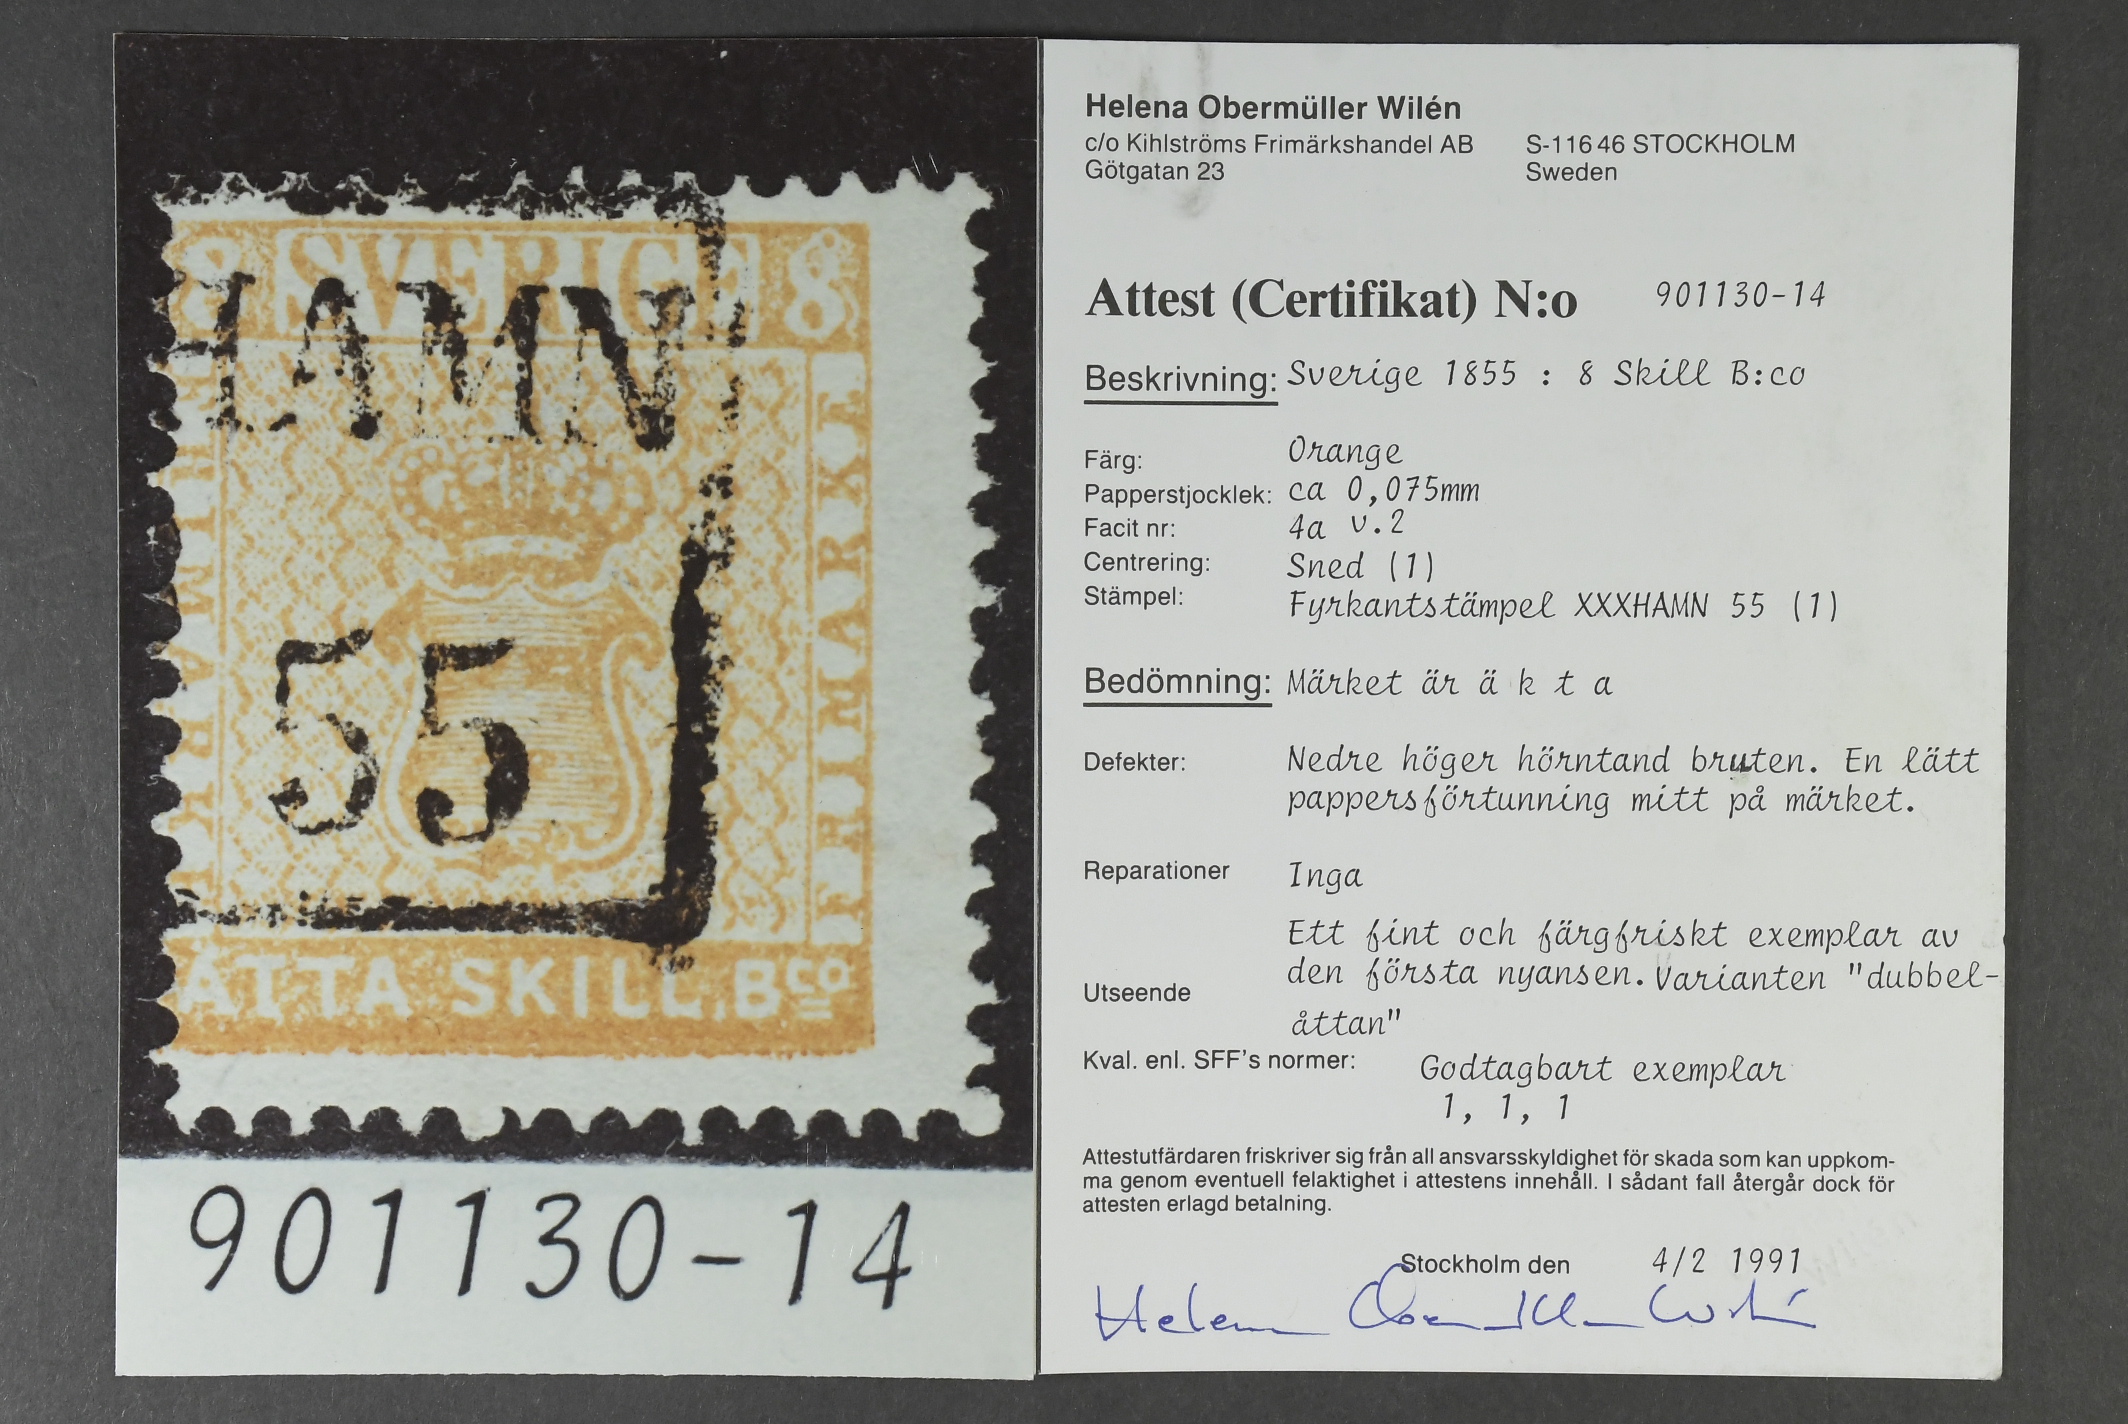 8 SVERIGE 8
HAMN
55
FRIMÄRKE
ÅTTA SKILL. Bco
901130-14
Helena Obermüller Wilén
c/o Kihlströms Frimärkshandel AB S-116 46 STOCKHOLM
Götgatan 23 Sweden
Attest (Certifikat) N:o 901130-14
Beskrivning: Sverige 1855 : 8 Skill B:co
Färg: Orange
Papperstjocklek: ca 0,075mm
Facit nr: 4a v.2
Centrering: Sned (1)
Stämpel: Fyrkantstämpel XXXHAMN 55 (1)
Bedömning: Märket är ä k t a
Defekter: Nedre höger hörntand bruten. En lätt
pappersförtunning mitt på märket.
Reparationer Inga
Ett fint och färgfriskt exemplar av
den första nyansen. Varianten "dubbel-
Utseende
åttan"
Kval. enl. SFF's normer: Godtagbart exemplar
1, 1, 1
Attestutfärdaren friskriver sig från all ansvarsskyldighet för skada som kan uppkom-
ma genom eventuell felaktighet i attestens innehåll. I sådant fall återgår dock för
attesten erlagd betalning.
Stockholm den 4/2 1991
Helena Obermüller Wilén